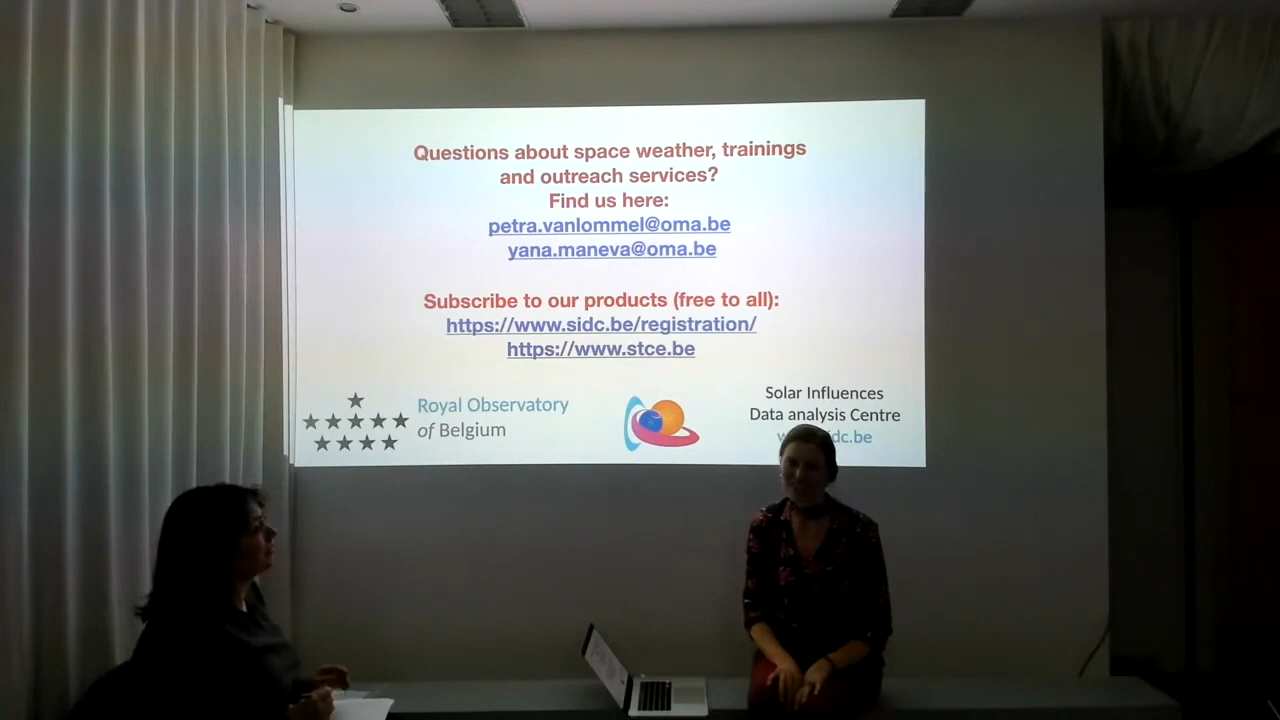 Questions about space weather, trainings
and outreach services?
Find us here:
petra.vanlommel@oma.be
yana.maneva@oma.be
Subscribe to our products (free to all):
https://www.sidc.be/registration/
https://www.stce.be
Royal Observatory
of Belgium
Solar Influences
Data analysis Centre